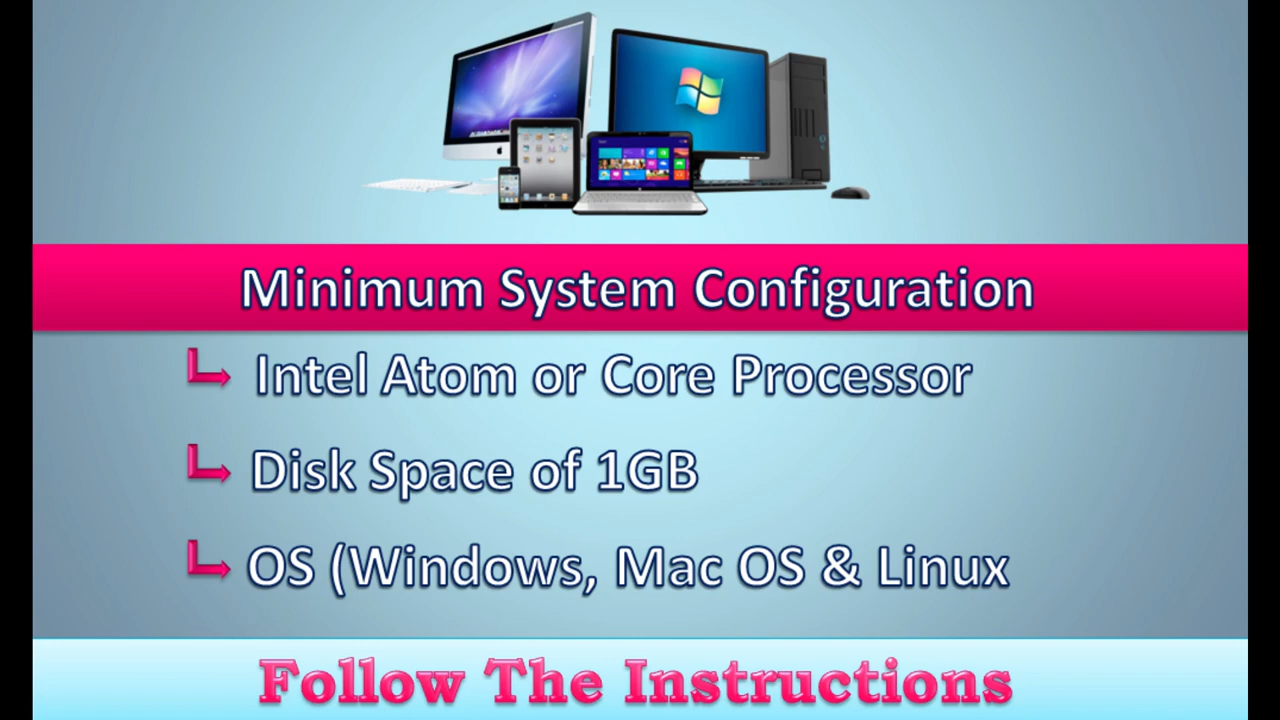 Minimum System Configuration
Intel Atom or Core Processor
Disk Space of 1GB
OS (Windows, Mac OS & Linux
Follow The Instructions